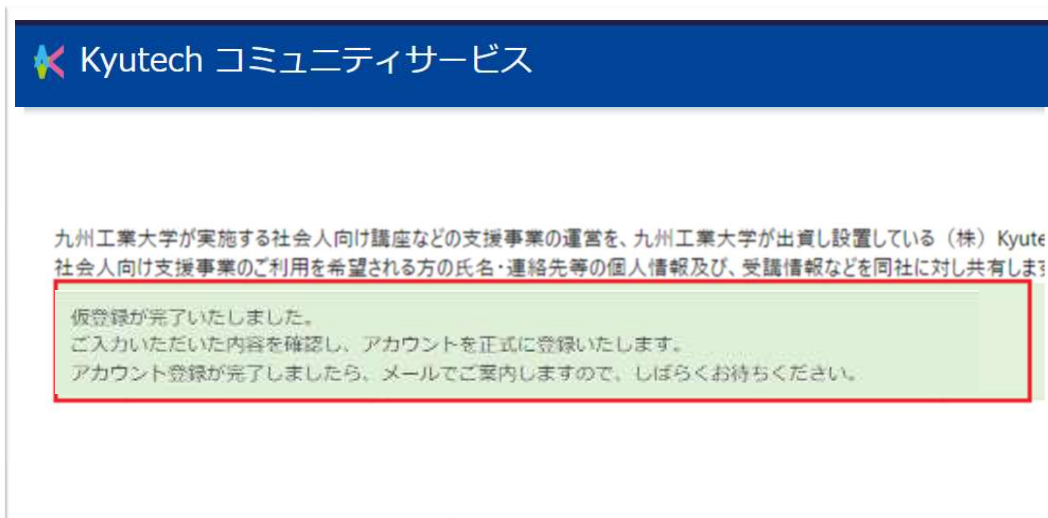 Kyutech コミュニティサービス
九州工業大学が実施する社会人向け講座などの支援事業の運営を、九州工業大学が出資し設置している（株）Kyute
社会人向け支援事業のご利用を希望される方の氏名・連絡先等の個人情報及び、受講情報などを同社に対し共有します
仮登録が完了いたしました。
ご入力いただいた内容を確認し、アカウントを正式に登録いたします。
アカウント登録が完了しましたら、メールでご案内しますので、しばらくお待ちください。